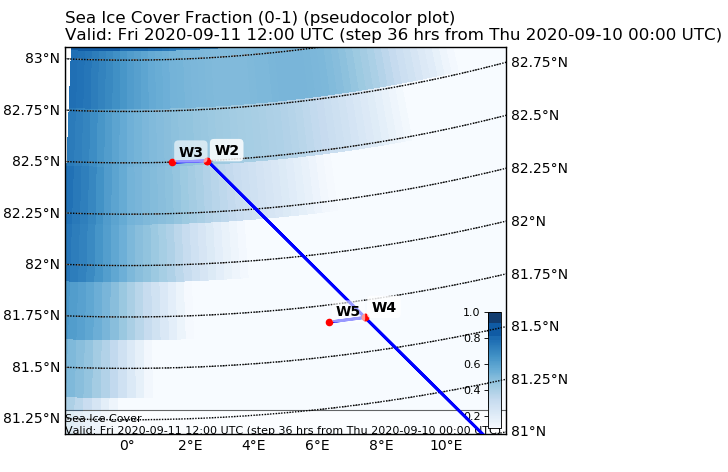 Sea Ice Cover Fraction (0-1) (pseudocolor plot)
Valid: Fri 2020-09-11 12:00 UTC (step 36 hrs from Thu 2020-09-10 00:00 UTC)
83°N
82.75°N
82.75°N
82.5°N
82.5°N
W3
W2
82.25°N
82.25°N
82°N
82°N
81.75°N
81.75°N
W5
W4
1.0
81.5°N
0.8
81.5°N
0.6
81.25°N
0.4
81.25°N
0.2
Sea Ice Cover
Valid: Fri 2020-09-11 12:00 UTC (step 36 hrs from Thu 2020-09-10 00:00 UTC)
81°N
0°
2°E
4°E
6°E
8°E
10°E